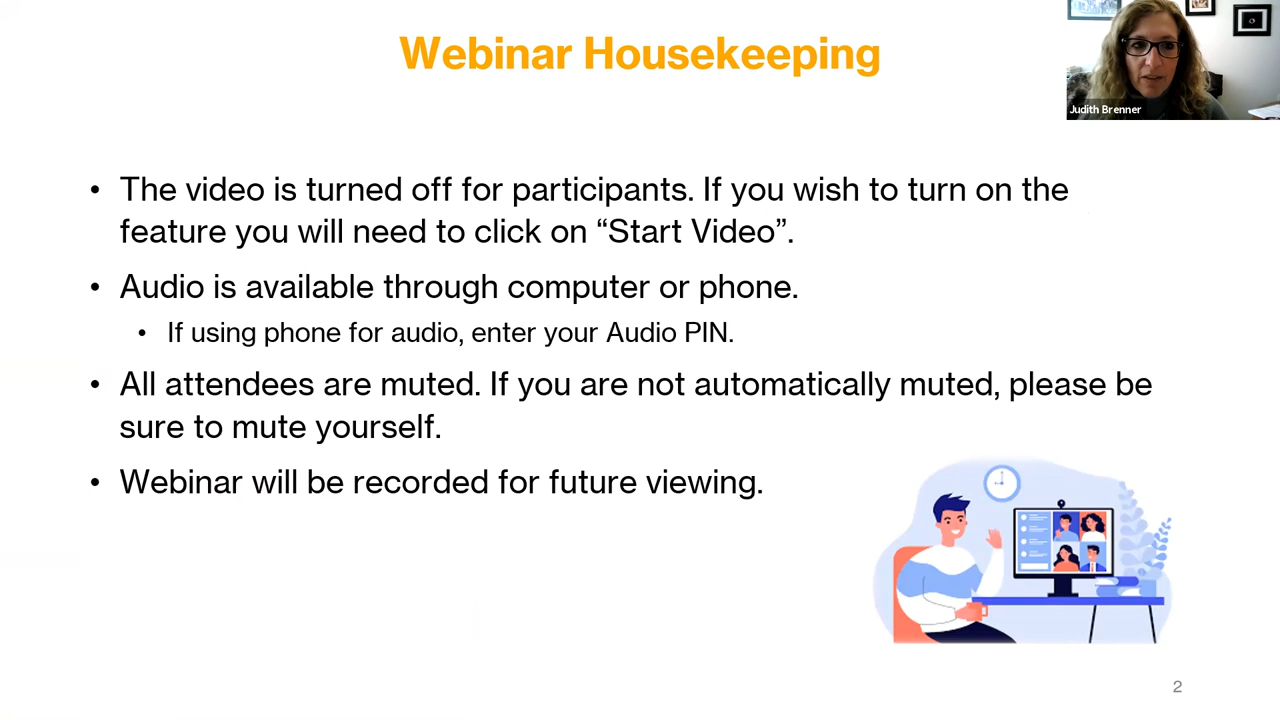 Webinar Housekeeping
Judith Brenner
• The video is turned off for participants. If you wish to turn on the
feature you will need to click on “Start Video”.
• Audio is available through computer or phone.
• If using phone for audio, enter your Audio PIN.
• All attendees are muted. If you are not automatically muted, please be
sure to mute yourself.
• Webinar will be recorded for future viewing.
2